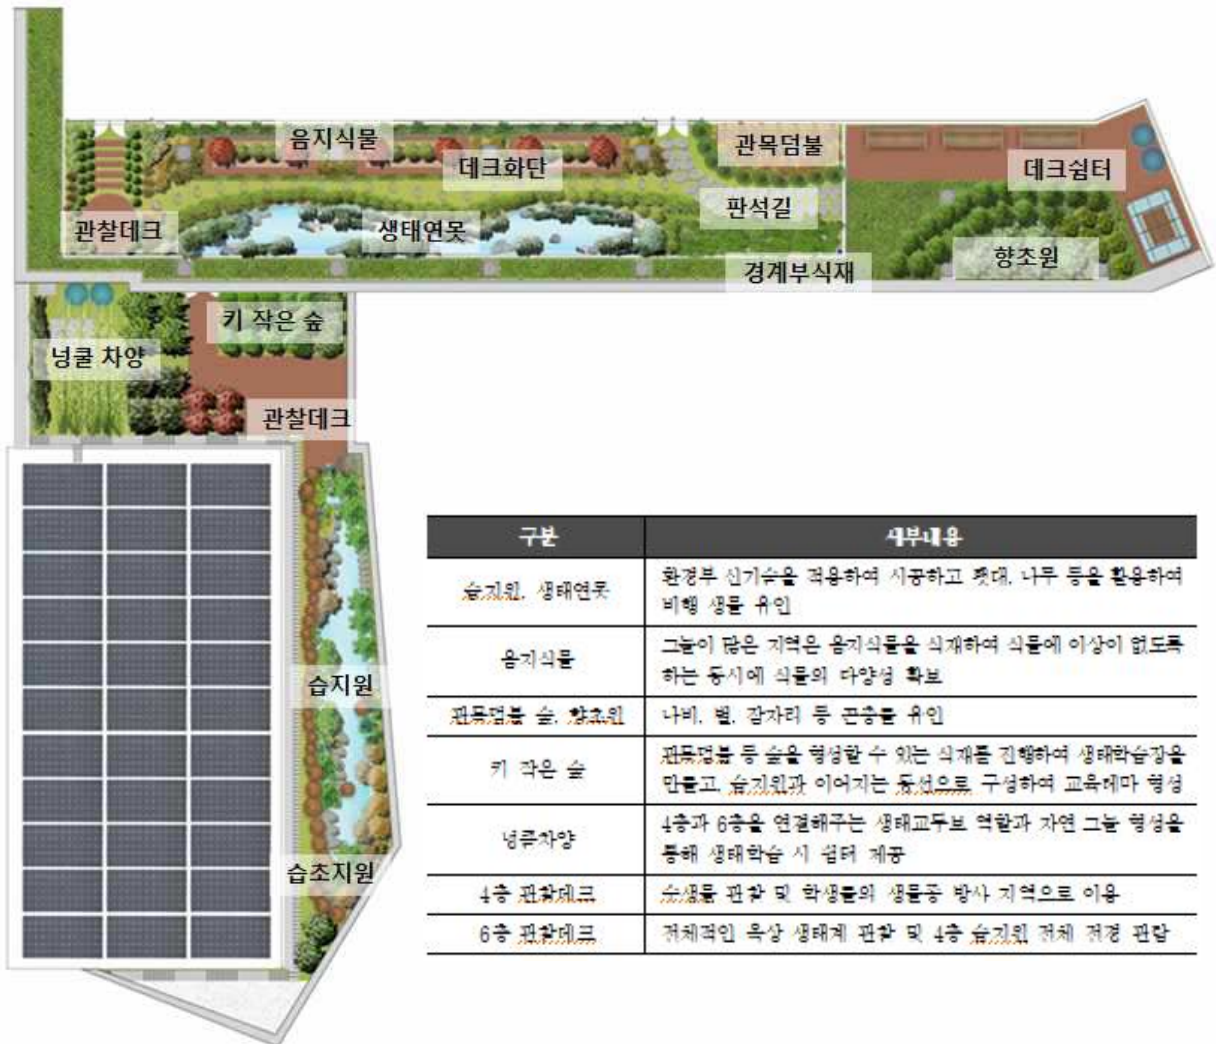 음지식물
관목덤불
데크화단
데크쉼터
판석길
관찰데크
생태연못
향초원
경계부식재
키 작은 숲
넝쿨 차양
관찰데크
습지원
습초지원
구분 세부내용
습지원, 생태연못
환경부 신기술을 적용하여 시공하고 횃대, 나무 등을 활용하여
비행 생물 유인
음지식물
그늘이 많은 지역은 음지식물을 식재하여 식물에 이상이 없도록
하는 동시에 식물의 다양성 확보
관목덤불 숲, 향초원 나비, 벌, 잠자리 등 곤충를 유인
키 작은 숲
관목덤불 등 숲을 형성할 수 있는 식재를 진행하여 생태학습장을
만들고, 습지원과 이어지는 동선으로 구성하여 교육테마 형성
넝쿨차양
4층과 6층을 연결해주는 생태교두보 역할과 자연 그늘 형성을
통해 생태학습 시 쉼터 제공
4층 관찰데크 수생물 관찰 및 학생들의 생물종 방사 지역으로 이용
6층 관찰데크 전체적인 옥상 생태계 관찰 및 4층 습지원 전체 전경 관람